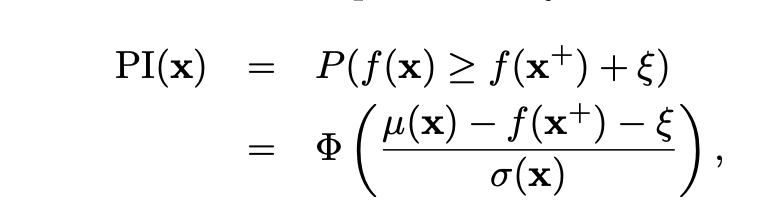 PI(x) = P(f(x) ≥ f(x⁺) + ξ)
= Φ( (μ(x) − f(x⁺) − ξ) / σ(x) ),